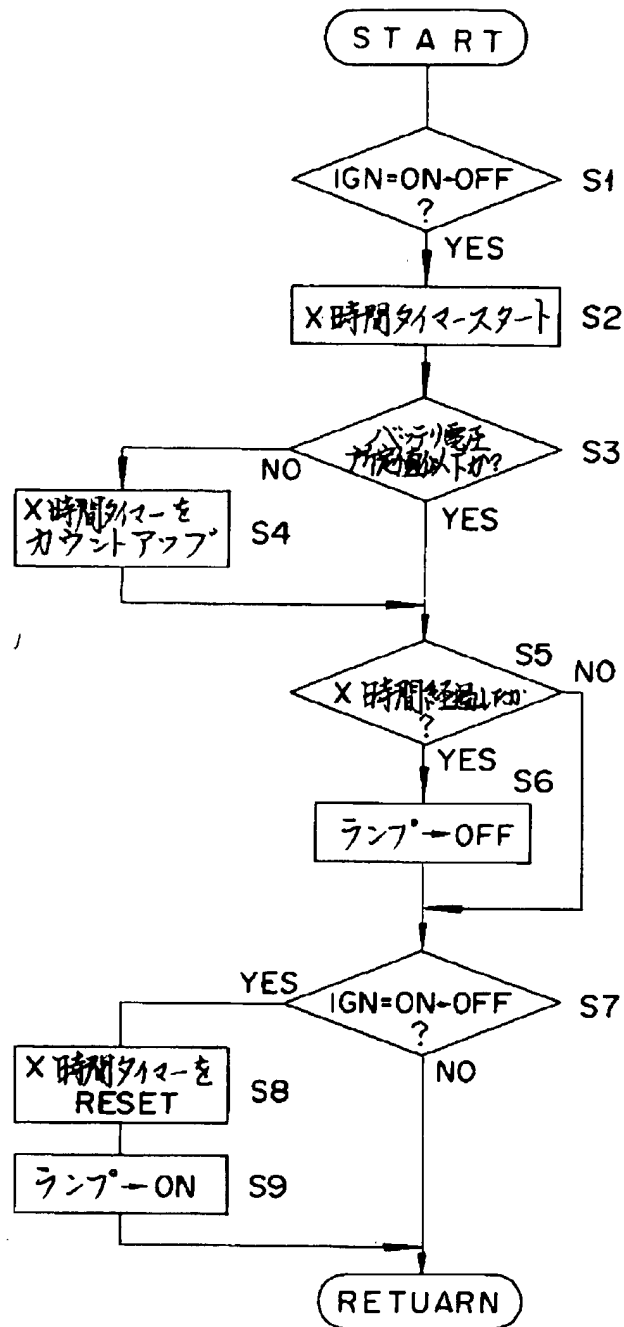 START
IGN=ON→OFF
?
S1
YES
X時間タイマースタート
S2
バッテリ電圧
所定値以下か?
S3
NO
YES
X時間タイマーを
カウントアップ
S4
S5
X時間経過したか
?
NO
YES
S6
ランプ→OFF
YES
IGN=ON←OFF
?
S7
NO
X時間タイマーを
RESET
S8
ランプ→ON
S9
RETUARN